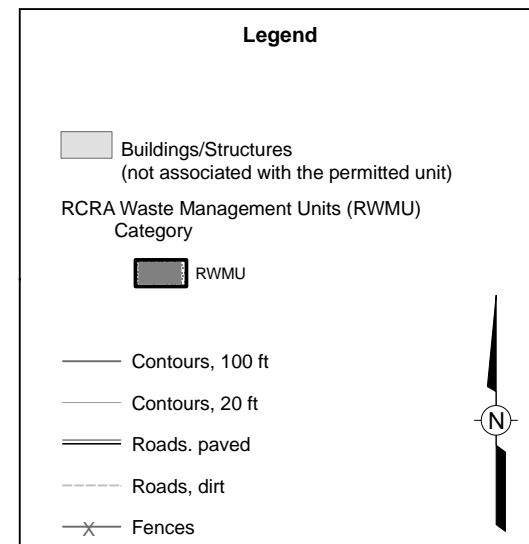 Legend
Buildings/Structures
(not associated with the permitted unit)
RCRA Waste Management Units (RWMU)
Category
RWMU
Contours, 100 ft
Contours, 20 ft
Roads. paved
Roads, dirt
X Fences
N